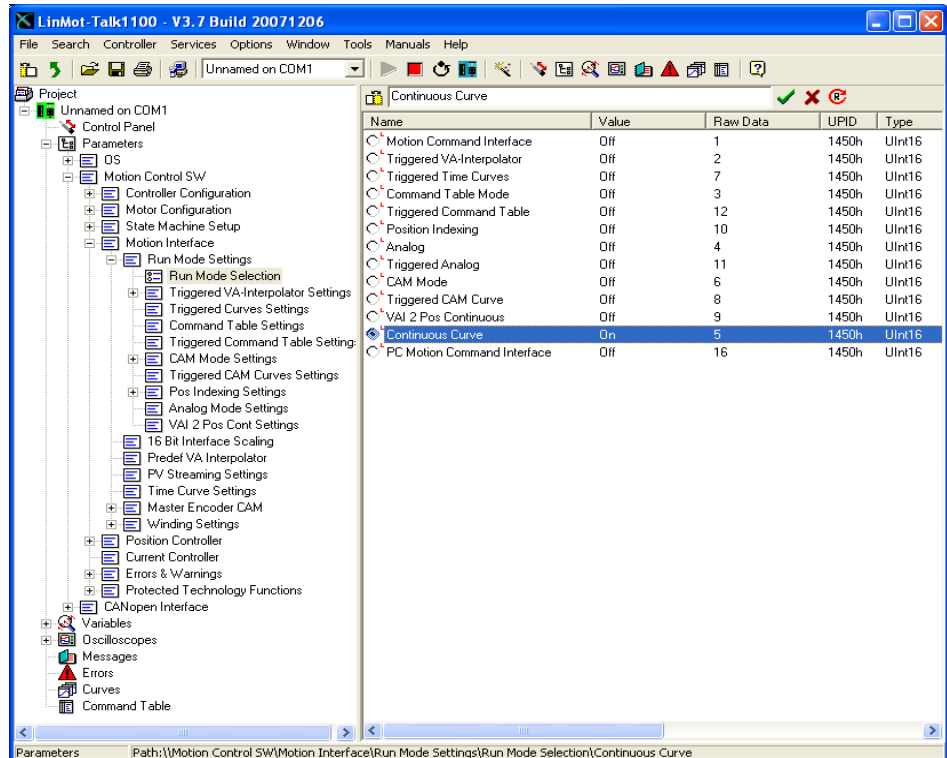 LinMot-Talk1100 - V3.7 Build 20071206
File Search Controller Services Options Window Tools Manuals Help
Unnamed on COM1
Project
Unnamed on COM1
Control Panel
Parameters
OS
Motion Control SW
Controller Configuration
Motor Configuration
State Machine Setup
Motion Interface
Run Mode Settings
Run Mode Selection
Triggered VA-Interpolator Settings
Triggered Curves Settings
Command Table Settings
Triggered Command Table Setting:
CAM Mode Settings
Triggered CAM Curves Settings
Pos Indexing Settings
Analog Mode Settings
VAI 2 Pos Cont Settings
16 Bit Interface Scaling
Predef VA Interpolator
PV Streaming Settings
Time Curve Settings
Master Encoder CAM
Winding Settings
Position Controller
Current Controller
Errors & Warnings
Protected Technology Functions
CANopen Interface
Variables
Oscilloscopes
Messages
Errors
Curves
Command Table
Continuous Curve
Name Value Raw Data UPID Type
Motion Command Interface Off 1 1450h UInt16
Triggered VA-Interpolator Off 2 1450h UInt16
Triggered Time Curves Off 7 1450h UInt16
Command Table Mode Off 3 1450h UInt16
Triggered Command Table Off 12 1450h UInt16
Position Indexing Off 10 1450h UInt16
Analog Off 4 1450h UInt16
Triggered Analog Off 11 1450h UInt16
CAM Mode Off 6 1450h UInt16
Triggered CAM Curve Off 8 1450h UInt16
VAI 2 Pos Continuous Off 9 1450h UInt16
Continuous Curve On 5 1450h UInt16
PC Motion Command Interface Off 16 1450h UInt16
Parameters Path:\\Motion Control SW\Motion Interface\Run Mode Settings\Run Mode Selection\Continuous Curve